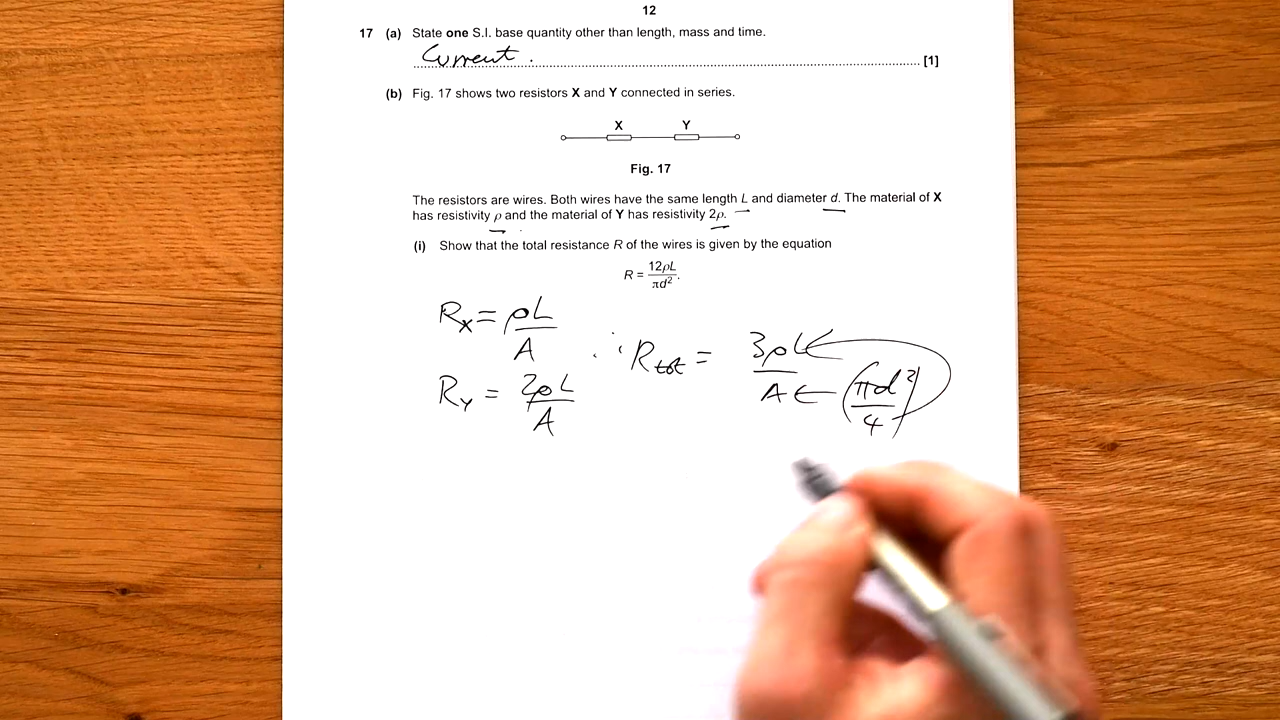 12
17 (a) State one S.I. base quantity other than length, mass and time.
Current .
[1]
(b) Fig. 17 shows two resistors X and Y connected in series.
X Y
Fig. 17
The resistors are wires. Both wires have the same length L and diameter d. The material of X
has resistivity ρ and the material of Y has resistivity 2ρ.
(i) Show that the total resistance R of the wires is given by the equation
R = 12ρL / πd².
R_X = ρL / A
R_Y = 2ρL / A
∴ R_tot = 3ρL / A ← (πd² / 4)